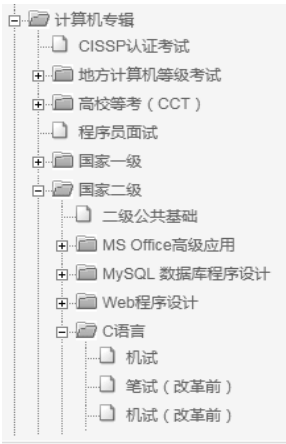 计算机专辑
CISSP认证考试
地方计算机等级考试
高校等考（CCT）
程序员面试
国家一级
国家二级
二级公共基础
MS Office高级应用
MySQL 数据库程序设计
Web程序设计
C语言
机试
笔试（改革前）
机试（改革前）